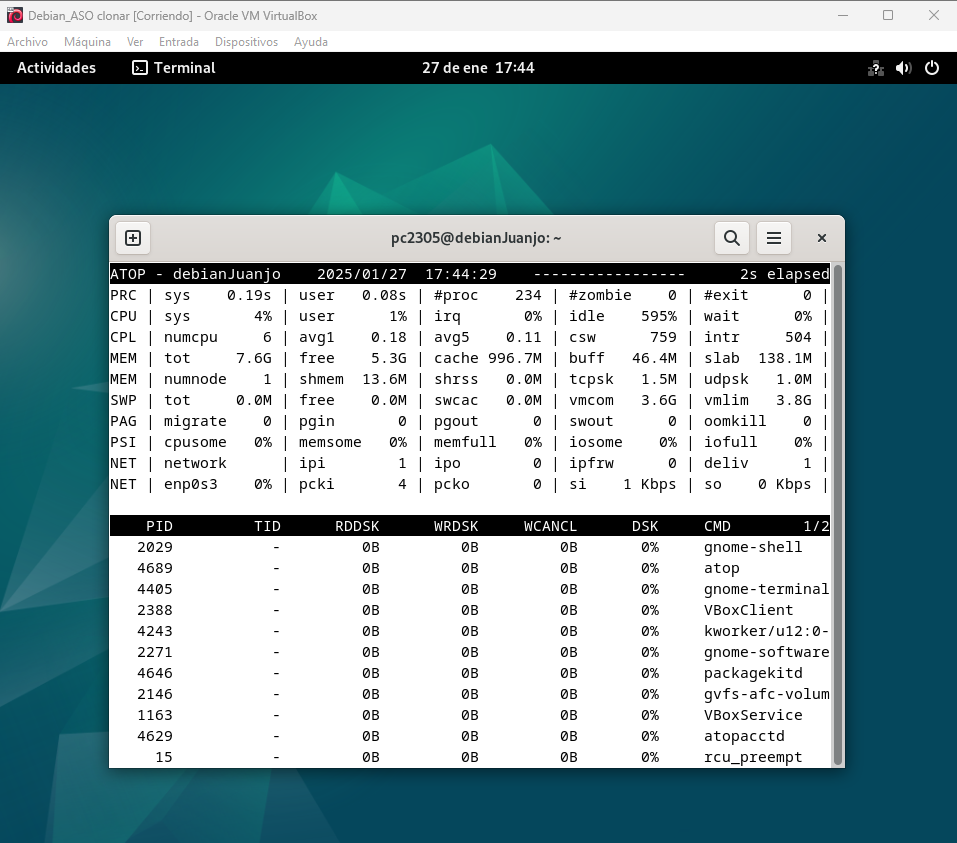 Debian_ASO clonar [Corriendo] - Oracle VM VirtualBox
Archivo Máquina Ver Entrada Dispositivos Ayuda
Actividades Terminal 27 de ene 17:44
pc2305@debianJuanjo: ~
ATOP - debianJuanjo 2025/01/27 17:44:29 ----------------- 2s elapsed
PRC | sys 0.19s | user 0.08s | #proc 234 | #zombie 0 | #exit 0 |
CPU | sys 4% | user 1% | irq 0% | idle 595% | wait 0% |
CPL | numcpu 6 | avg1 0.18 | avg5 0.11 | csw 759 | intr 504 |
MEM | tot 7.6G | free 5.3G | cache 996.7M | buff 46.4M | slab 138.1M |
MEM | numnode 1 | shmem 13.6M | shrss 0.0M | tcpsk 1.5M | udpsk 1.0M |
SWP | tot 0.0M | free 0.0M | swcac 0.0M | vmcom 3.6G | vmlim 3.8G |
PAG | migrate 0 | pgin 0 | pgout 0 | swout 0 | oomkill 0 |
PSI | cpusome 0% | memsome 0% | memfull 0% | iosome 0% | iofull 0% |
NET | network | ipi 1 | ipo 0 | ipfrw 0 | deliv 1 |
NET | enp0s3 0% | pcki 4 | pcko 0 | si 1 Kbps | so 0 Kbps |
PID TID RDDSK WRDSK WCANCL DSK CMD 1/2
2029 - 0B 0B 0B 0% gnome-shell
4689 - 0B 0B 0B 0% atop
4405 - 0B 0B 0B 0% gnome-terminal
2388 - 0B 0B 0B 0% VBoxClient
4243 - 0B 0B 0B 0% kworker/u12:0-
2271 - 0B 0B 0B 0% gnome-software
4646 - 0B 0B 0B 0% packagekitd
2146 - 0B 0B 0B 0% gvfs-afc-volum
1163 - 0B 0B 0B 0% VBoxService
4629 - 0B 0B 0B 0% atopacctd
15 - 0B 0B 0B 0% rcu_preempt